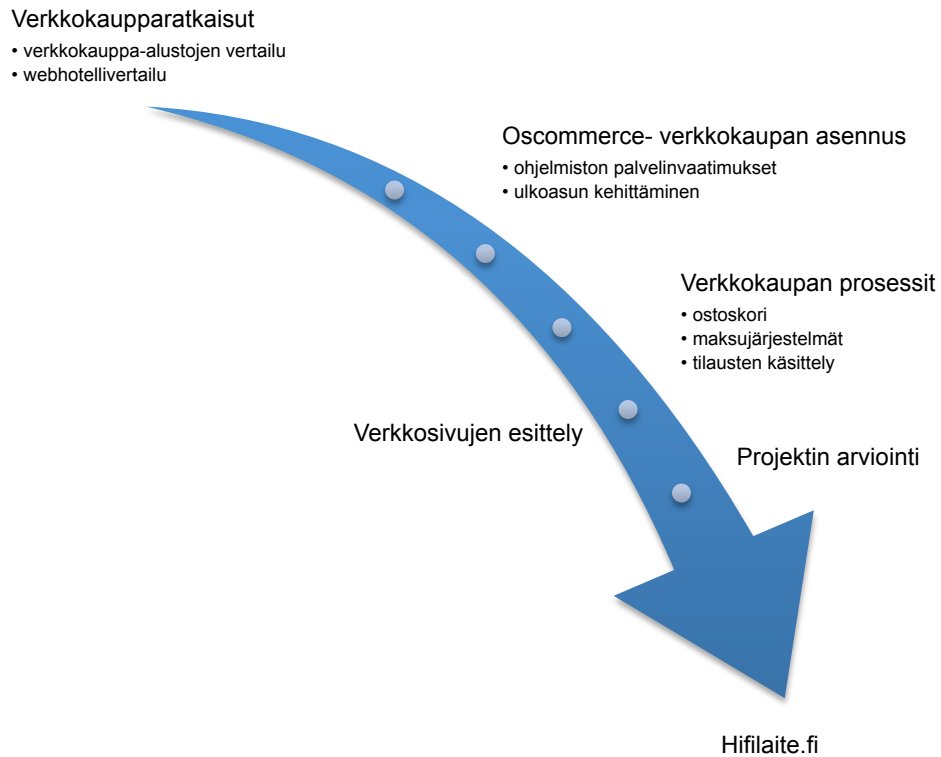 Verkkokaupparatkaisut
• verkkokauppa-alustojen vertailu
• webhotellivertailu
Oscommerce- verkkokaupan asennus
• ohjelmiston palvelinvaatimukset
• ulkoasun kehittäminen
Verkkokaupan prosessit
• ostoskori
• maksujärjestelmät
• tilausten käsittely
Verkkosivujen esittely
Projektin arviointi
Hifilaite.fi